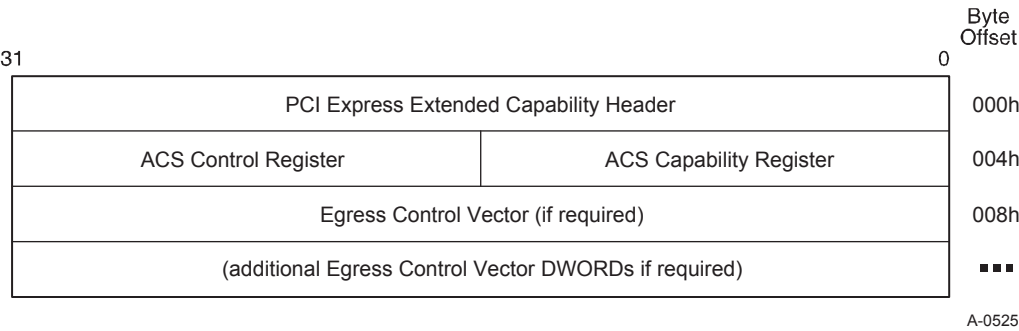 Byte
Offset
31 0
PCI Express Extended Capability Header 000h
ACS Control Register ACS Capability Register 004h
Egress Control Vector (if required) 008h
(additional Egress Control Vector DWORDs if required) ...
A-0525